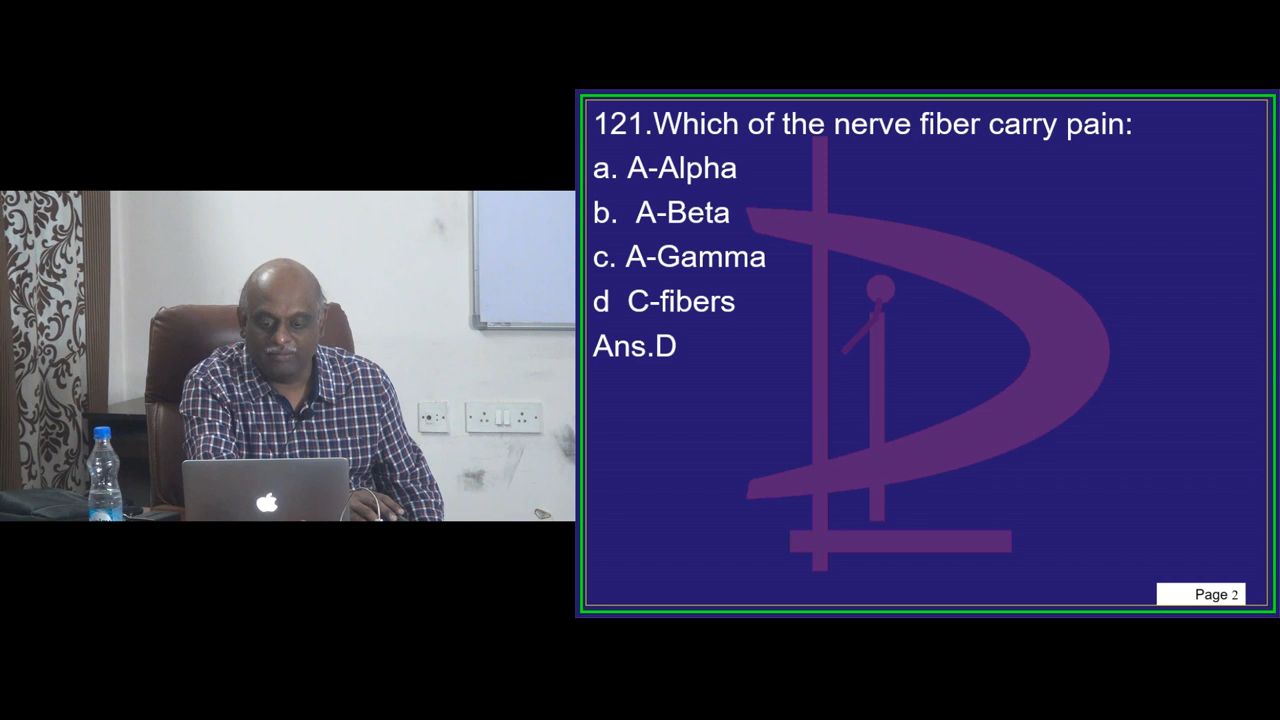 121.Which of the nerve fiber carry pain:
a. A-Alpha
b. A-Beta
c. A-Gamma
d C-fibers
Ans.D
Page 2